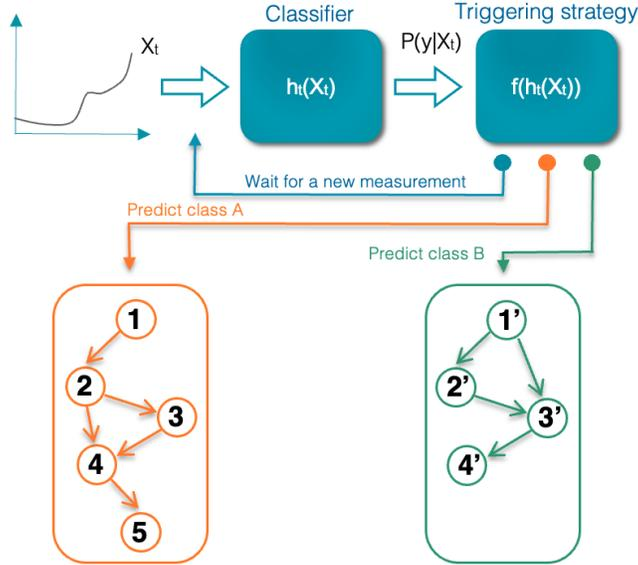 Classifier
Triggering strategy
Xt
ht(Xt)
P(y|Xt)
f(ht(Xt))
Wait for a new measurement
Predict class A
Predict class B
1
2
3
4
5
1’
2’
3’
4’